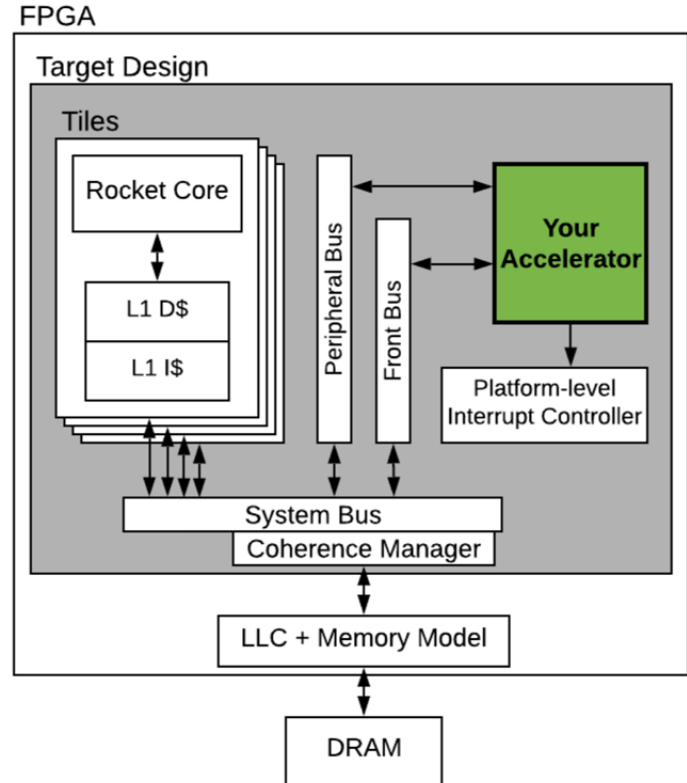 FPGA
Target Design
Tiles
Rocket Core
L1 D$
L1 I$
Peripheral Bus
Front Bus
Your
Accelerator
Platform-level
Interrupt Controller
System Bus
Coherence Manager
LLC + Memory Model
DRAM